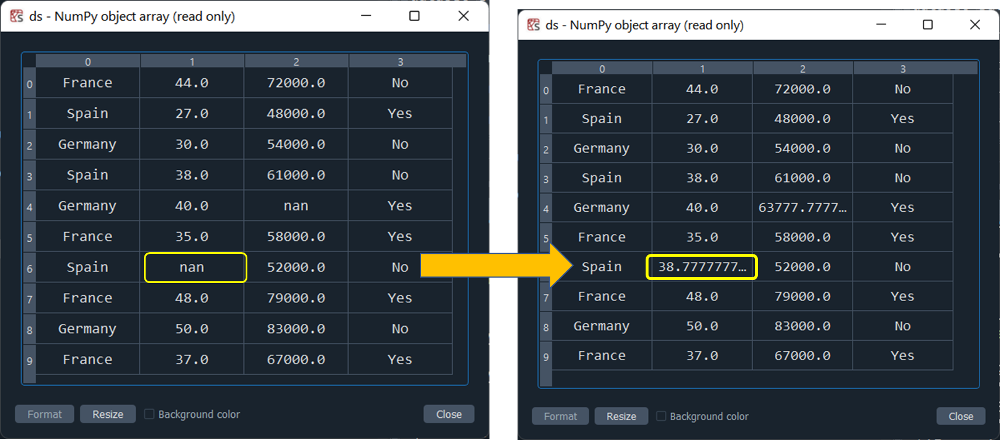 ds - NumPy object array (read only)
0 1 2 3
0 France 44.0 72000.0 No
1 Spain 27.0 48000.0 Yes
2 Germany 30.0 54000.0 No
3 Spain 38.0 61000.0 No
4 Germany 40.0 nan Yes
5 France 35.0 58000.0 Yes
6 Spain nan 52000.0 No
7 France 48.0 79000.0 Yes
8 Germany 50.0 83000.0 No
9 France 37.0 67000.0 Yes
Format Resize Background color Close
ds - NumPy object array (read only)
0 1 2 3
0 France 44.0 72000.0 No
1 Spain 27.0 48000.0 Yes
2 Germany 30.0 54000.0 No
3 Spain 38.0 61000.0 No
4 Germany 40.0 63777.7777… Yes
5 France 35.0 58000.0 Yes
Spain 38.7777777… 52000.0 No
7 France 48.0 79000.0 Yes
8 Germany 50.0 83000.0 No
9 France 37.0 67000.0 Yes
Format Resize Background color Close